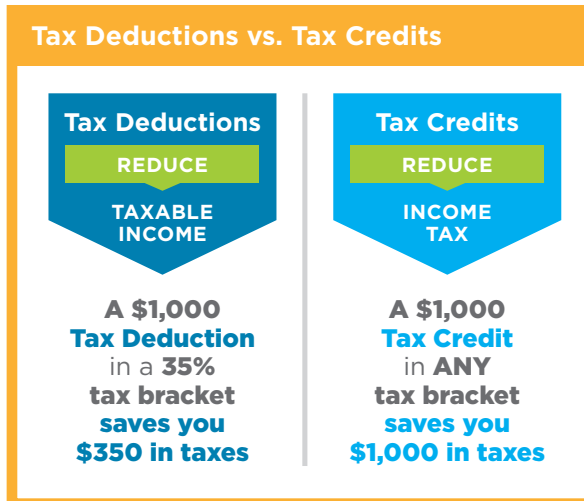 Tax Deductions vs. Tax Credits
Tax Deductions
REDUCE
TAXABLE
INCOME
A $1,000
Tax Deduction
in a 35%
tax bracket
saves you
$350 in taxes
Tax Credits
REDUCE
INCOME
TAX
A $1,000
Tax Credit
in ANY
tax bracket
saves you
$1,000 in taxes